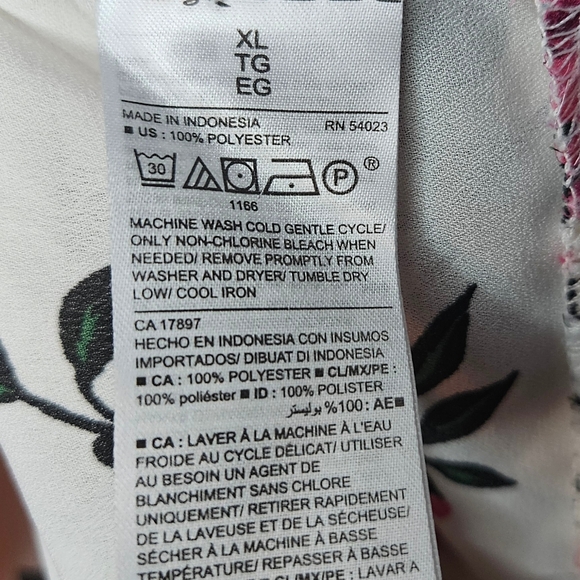 XL
TG
EG
MADE IN INDONESIA RN 54023
■ US : 100% POLYESTER
30 P ®
1166
MACHINE WASH COLD GENTLE CYCLE/
ONLY NON-CHLORINE BLEACH WHEN
NEEDED/ REMOVE PROMPTLY FROM
WASHER AND DRYER/ TUMBLE DRY
LOW/ COOL IRON
CA 17897
HECHO EN INDONESIA CON INSUMOS
IMPORTADOS/ DIBUAT DI INDONESIA
■ CA : 100% POLYESTER ■ CL/MX/PE :
100% poliéster ■ ID : 100% POLISTER
■AE :100% بوليستر
■ CA : LAVER À LA MACHINE À L'EAU
FROIDE AU CYCLE DÉLICAT/ UTILISER
AU BESOIN UN AGENT DE
BLANCHIMENT SANS CHLORE
UNIQUEMENT/ RETIRER RAPIDEMENT
DE LA LAVEUSE ET DE LA SÉCHEUSE/
SÉCHER À LA MACHINE À BASSE
TEMPÉRATURE/ REPASSER À BASSE
CL/MX/PE : LAVAR A